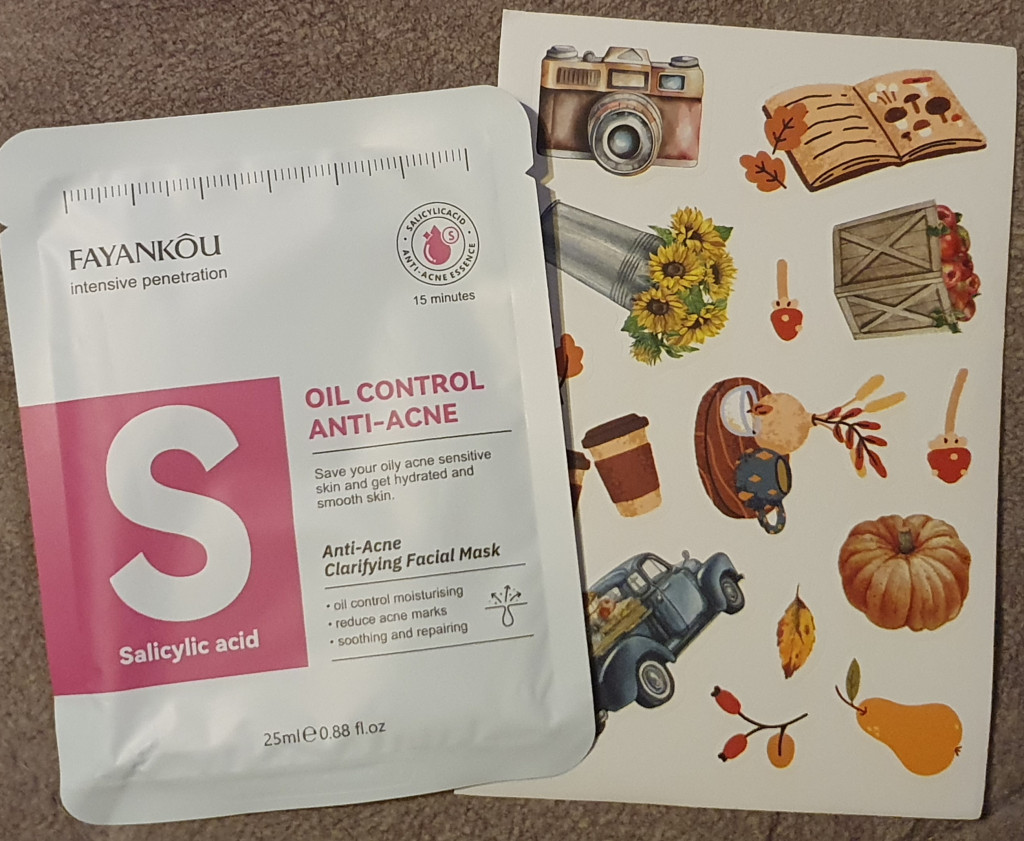 FAYANKÔU
intensive penetration
SALICYLICACID
S
ANTI-ACNE ESSENCE
15 minutes
OIL CONTROL
ANTI-ACNE
Save your oily acne sensitive
skin and get hydrated and
smooth skin.
S
Salicylic acid
Anti-Acne
Clarifying Facial Mask
• oil control moisturising
• reduce acne marks
• soothing and repairing
25ml℮0.88 fl.oz